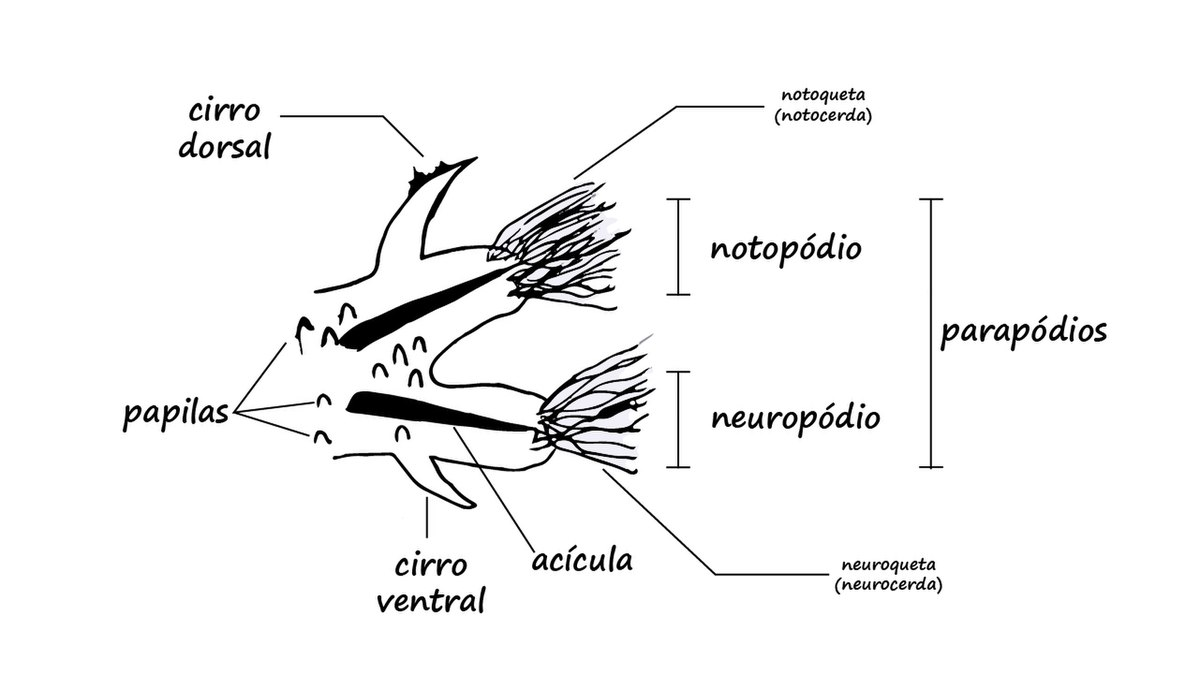 cirro
dorsal
notoqueta
(notocerda)
notopódio
parapódios
papilas
neuropódio
cirro
ventral
acícula
neuroqueta
(neurocerda)